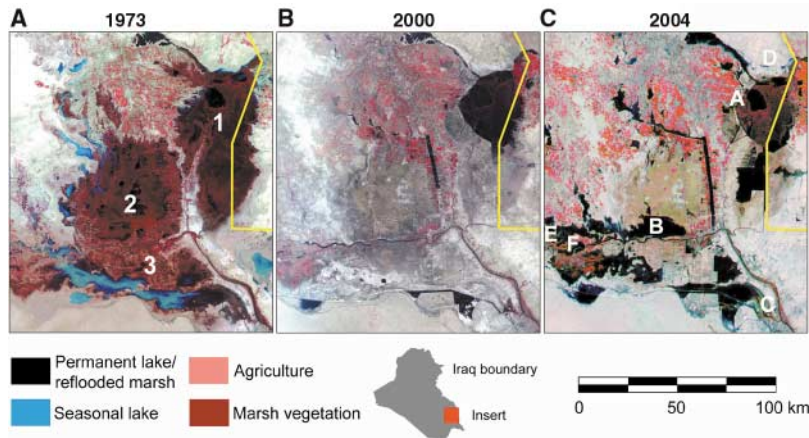 A 1973
B 2000
C 2004
1
2
3
D
A
B
E
F
C
Permanent lake/
reflooded marsh
Seasonal lake
Agriculture
Marsh vegetation
Iraq boundary
Insert
0 50 100 km